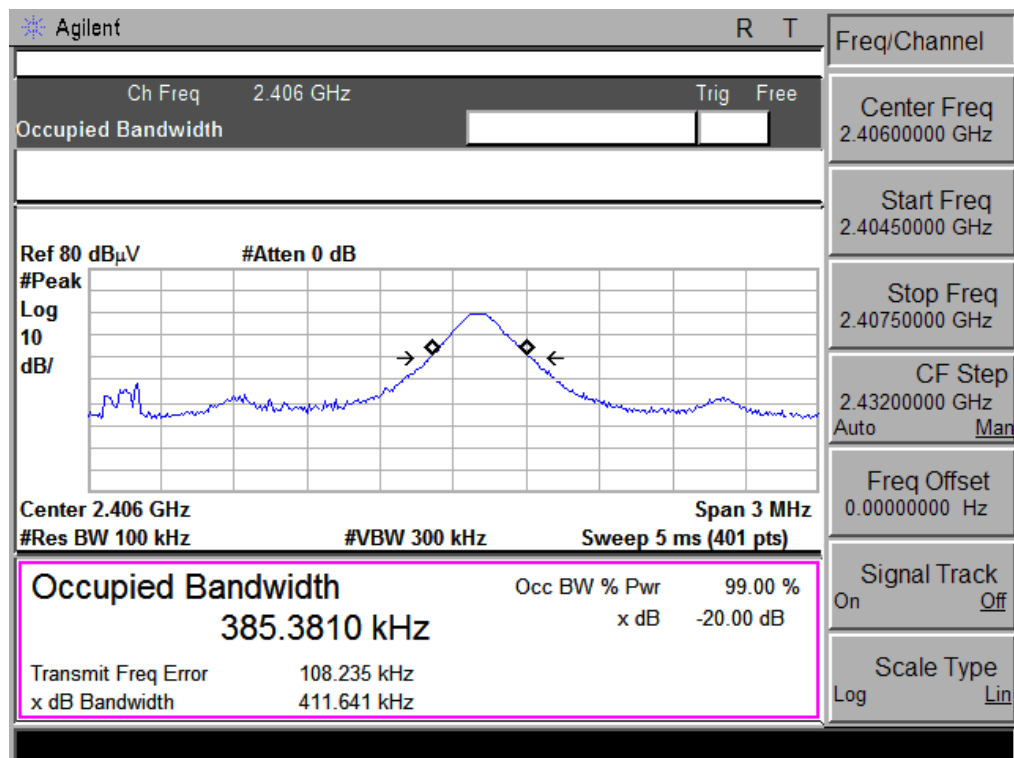 Agilent R T
Ch Freq 2.406 GHz Trig Free
Occupied Bandwidth
Ref 80 dBμV #Atten 0 dB
#Peak
Log
10
dB/
Center 2.406 GHz Span 3 MHz
#Res BW 100 kHz #VBW 300 kHz Sweep 5 ms (401 pts)
Occupied Bandwidth Occ BW % Pwr 99.00 %
385.3810 kHz x dB -20.00 dB
Transmit Freq Error 108.235 kHz
x dB Bandwidth 411.641 kHz
Freq/Channel
Center Freq
2.40600000 GHz
Start Freq
2.40450000 GHz
Stop Freq
2.40750000 GHz
CF Step
2.43200000 GHz
Auto Man
Freq Offset
0.00000000 Hz
Signal Track
On Off
Scale Type
Log Lin